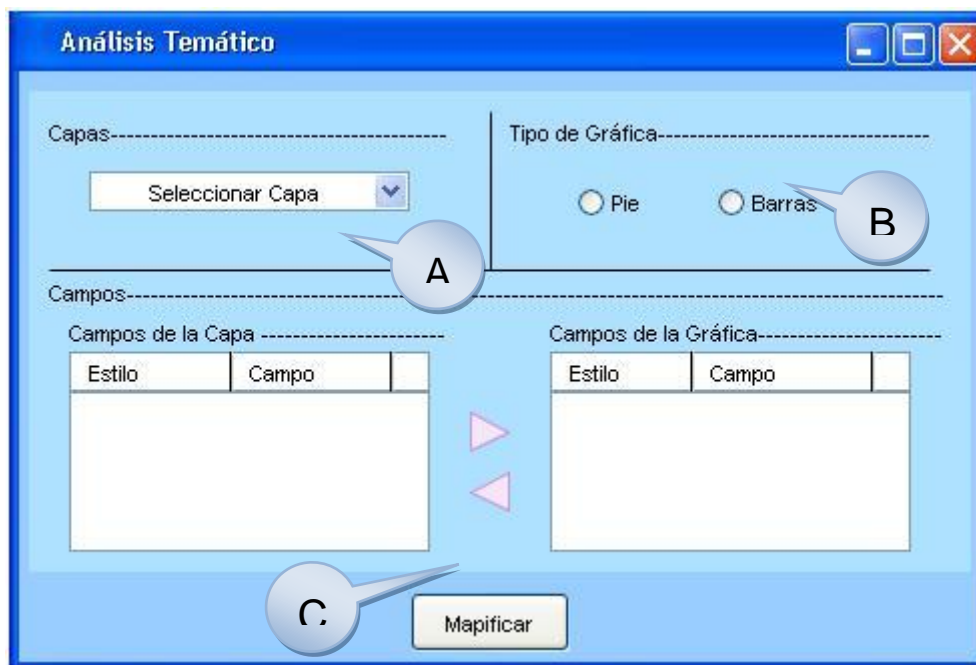 Análisis Temático
Capas----------------------------------------
Tipo de Gráfica--------------------------------
Seleccionar Capa
Pie
Barras
B
A
Campos------------------------------------------------------------------------------------------------
Campos de la Capa ----------------------
Campos de la Gráfica----------------------
Estilo Campo
Estilo Campo
C
Mapificar